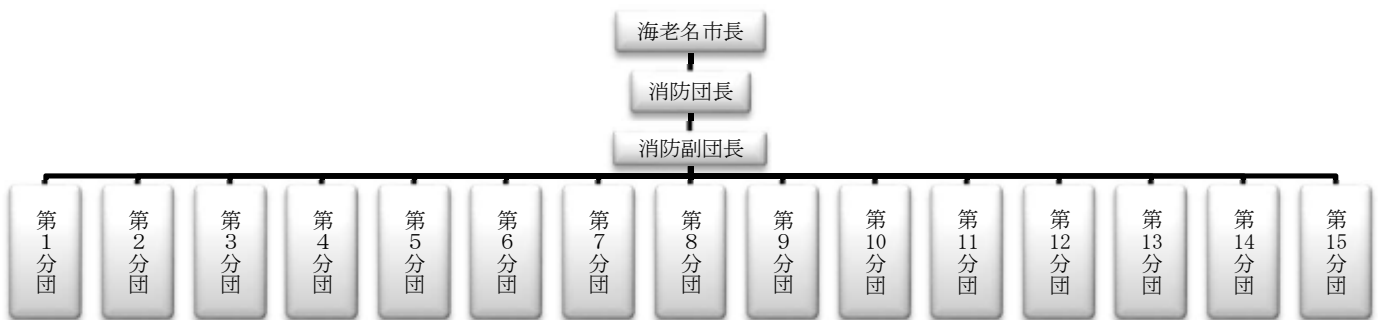 海老名市長
消防団長
消防副団長
第1分団
第2分団
第3分団
第4分団
第5分団
第6分団
第7分団
第8分団
第9分団
第10分団
第11分団
第12分団
第13分団
第14分団
第15分団